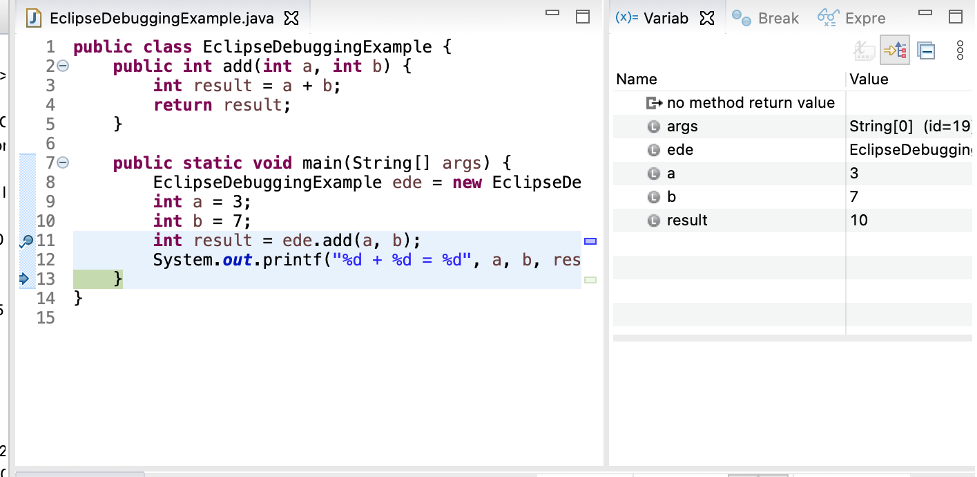 EclipseDebuggingExample.java
1 public class EclipseDebuggingExample {
2 public int add(int a, int b) {
3 int result = a + b;
4 return result;
5 }
6
7 public static void main(String[] args) {
8 EclipseDebuggingExample ede = new EclipseDe
9 int a = 3;
10 int b = 7;
11 int result = ede.add(a, b);
12 System.out.printf("%d + %d = %d", a, b, res
13 }
14 }
15
(x)= Variab Break Expre
Name Value
no method return value
args String[0] (id=19
ede EclipseDebuggin
a 3
b 7
result 10